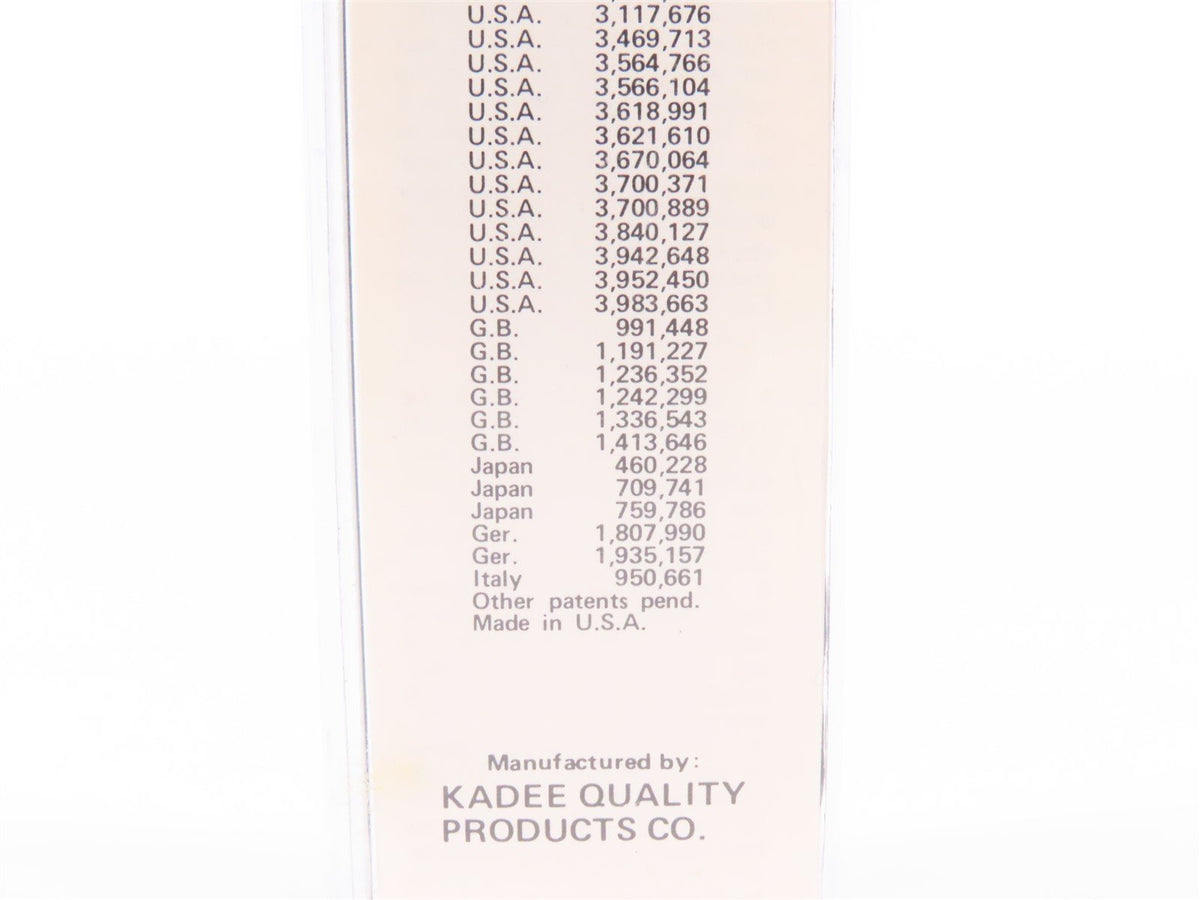 U.S.A. 3,117,676
U.S.A. 3,469,713
U.S.A. 3,564,766
U.S.A. 3,566,104
U.S.A. 3,618,991
U.S.A. 3,621,610
U.S.A. 3,670,064
U.S.A. 3,700,371
U.S.A. 3,700,889
U.S.A. 3,840,127
U.S.A. 3,942,648
U.S.A. 3,952,450
U.S.A. 3,983,663
G.B. 991,448
G.B. 1,191,227
G.B. 1,236,352
G.B. 1,242,299
G.B. 1,336,543
G.B. 1,413,646
Japan 460,228
Japan 709,741
Japan 759,786
Ger. 1,807,990
Ger. 1,935,157
Italy 950,661
Other patents pend.
Made in U.S.A.
Manufactured by:
KADEE QUALITY
PRODUCTS CO.